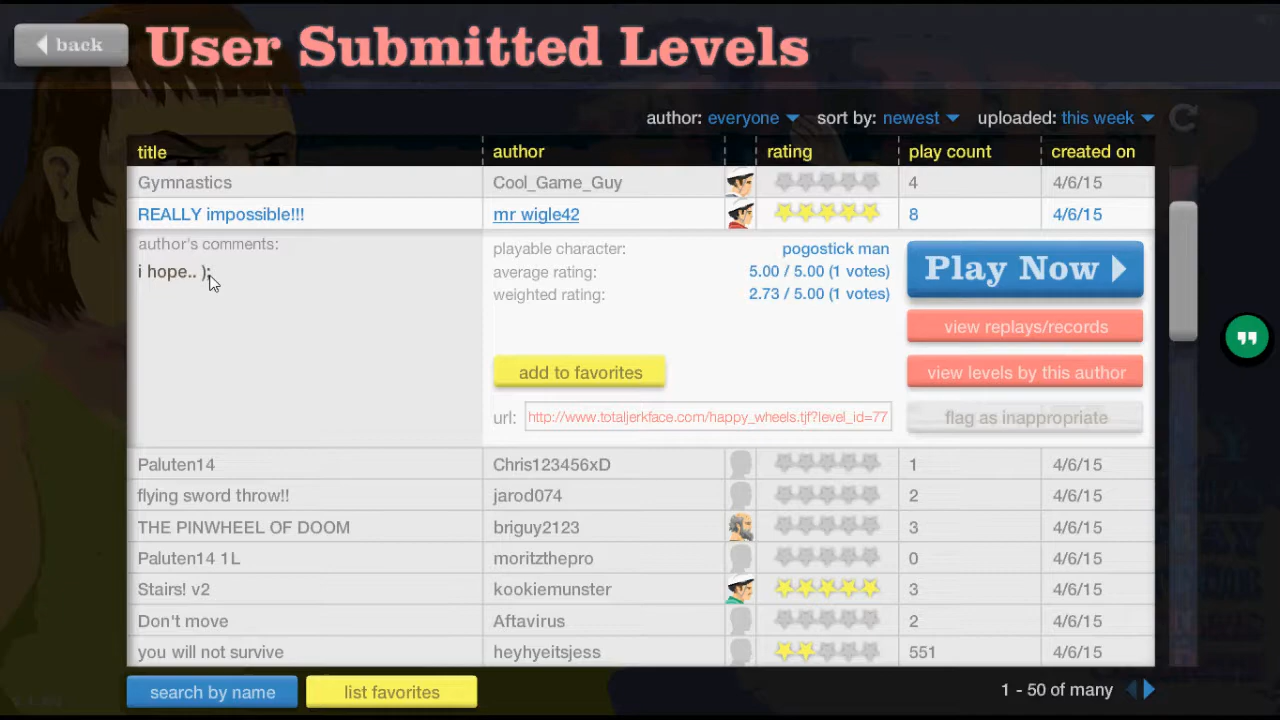 back
User Submitted Levels
author: everyone sort by: newest uploaded: this week
title author rating play count created on
Gymnastics Cool_Game_Guy 4 4/6/15
REALLY impossible!!! mr wigle42 8 4/6/15
author's comments:
i hope.. );
playable character: pogostick man
average rating: 5.00 / 5.00 (1 votes)
weighted rating: 2.73 / 5.00 (1 votes)
Play Now
view replays/records
add to favorites
view levels by this author
url: http://www.totaljerkface.com/happy_wheels.tjf?level_id=77
flag as inappropriate
Paluten14 Chris123456xD 1 4/6/15
flying sword throw!! jarod074 2 4/6/15
THE PINWHEEL OF DOOM briguy2123 3 4/6/15
Paluten14 1L moritzthepro 0 4/6/15
Stairs! v2 kookiemunster 3 4/6/15
Don't move Aftavirus 2 4/6/15
you will not survive heyhyeitsjess 551 4/6/15
search by name list favorites 1 - 50 of many